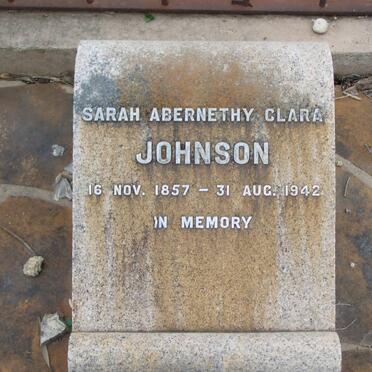 SARAH ABERNETHY CLARA
JOHNSON
16 NOV. 1857 – 31 AUG. 1942
IN MEMORY